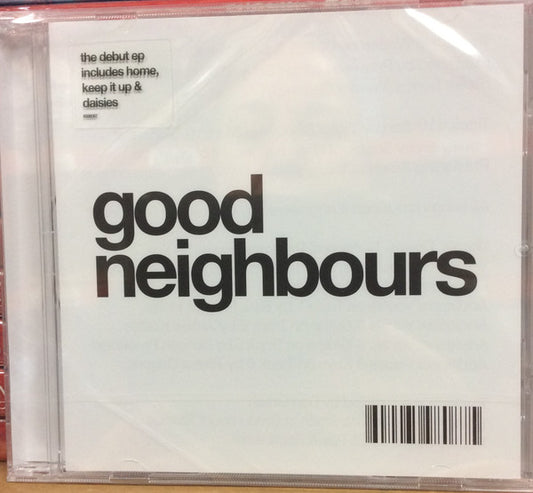 the debut ep
includes home,
keep it up &
daisies
good
neighbours